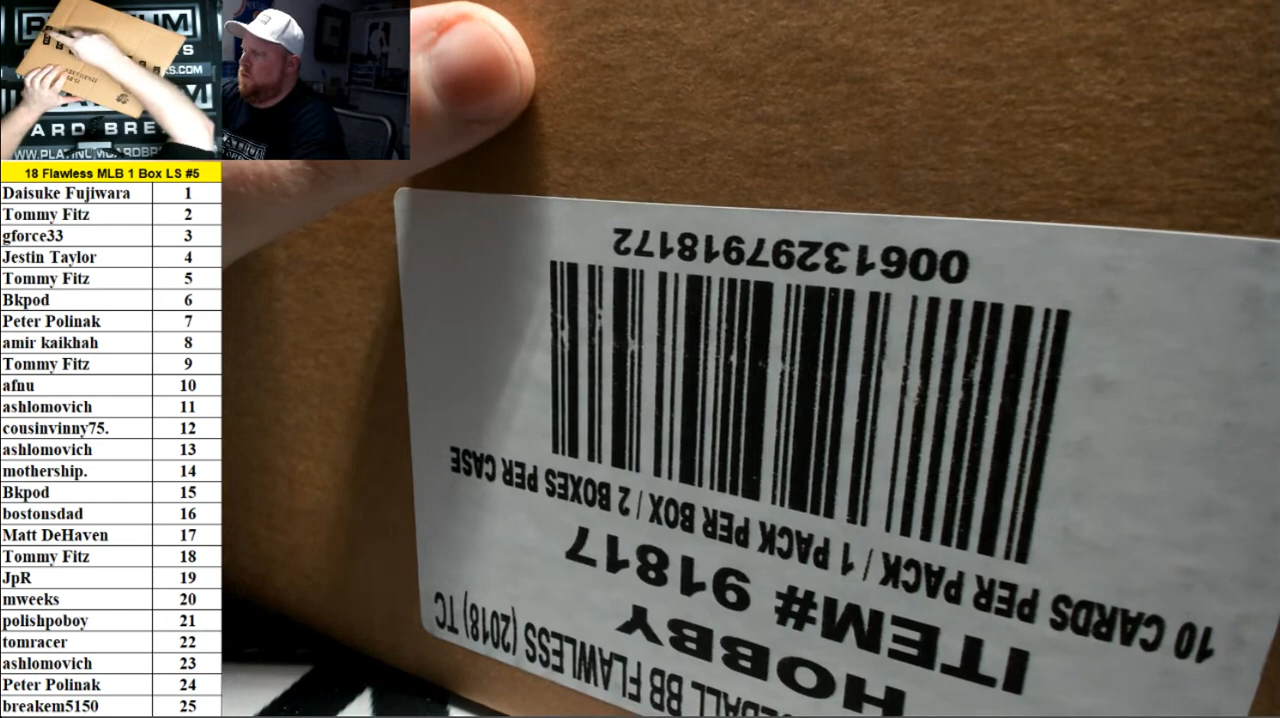 WWW.PLATINUMCARDBRE
18 Flawless MLB 1 Box LS #5
Daisuke Fujiwara 1
Tommy Fitz 2
gforce33 3
Jestin Taylor 4
Tommy Fitz 5
Bkpod 6
Peter Polinak 7
amir kaikhah 8
Tommy Fitz 9
afnu 10
ashlomovich 11
cousinvinny75. 12
ashlomovich 13
mothership. 14
Bkpod 15
bostonsdad 16
Matt DeHaven 17
Tommy Fitz 18
JpR 19
mweeks 20
polishpoboy 21
tomracer 22
ashlomovich 23
Peter Polinak 24
breakem5150 25
BB FLAWLESS (2018) TC
HOBBY
ITEM# 91817
10 CARDS PER PACK / 1 PACK PER BOX / 2 BOXES PER CASE
00613297918172